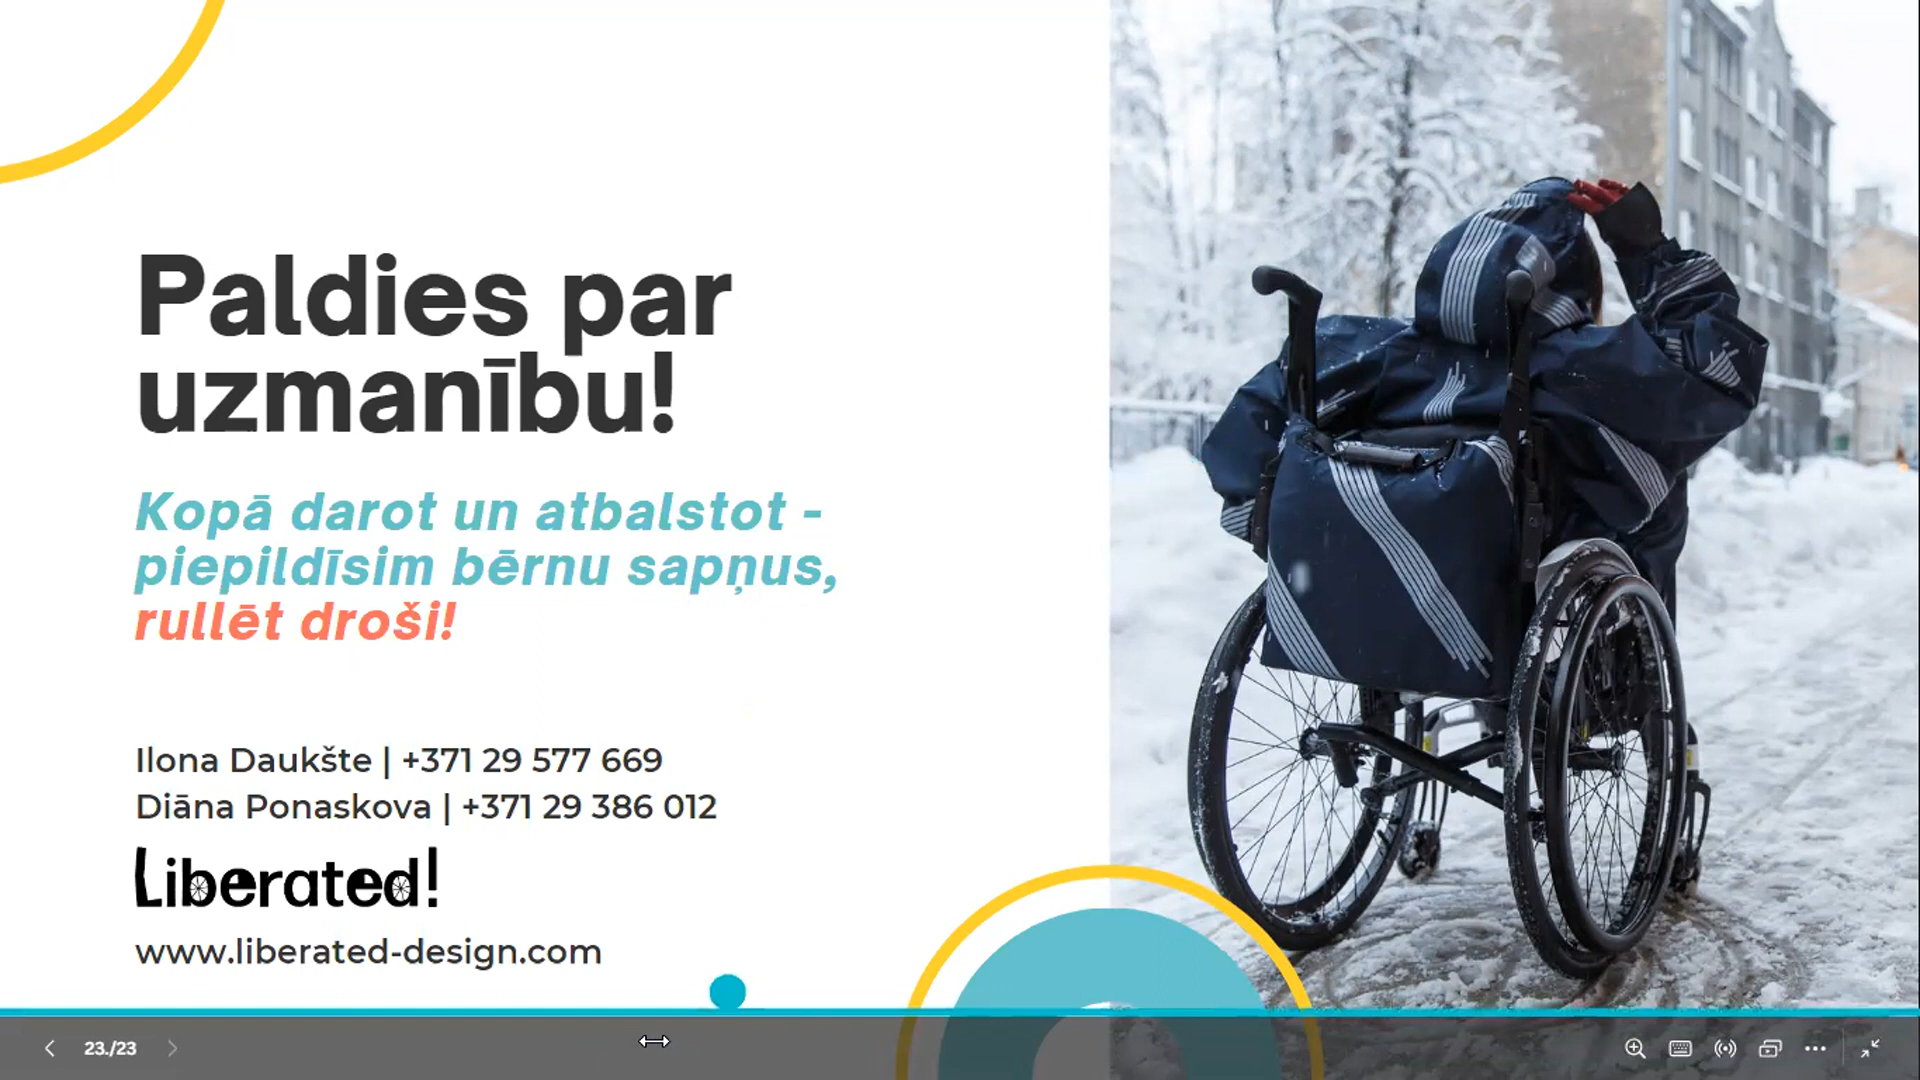 Paldies par
uzmanību!
Kopā darot un atbalstot -
piepildīsim bērnu sapņus,
rullēt droši!
Ilona Daukšte | +371 29 577 669
Diāna Ponaskova | +371 29 386 012
Liberated!
www.liberated-design.com
23./23